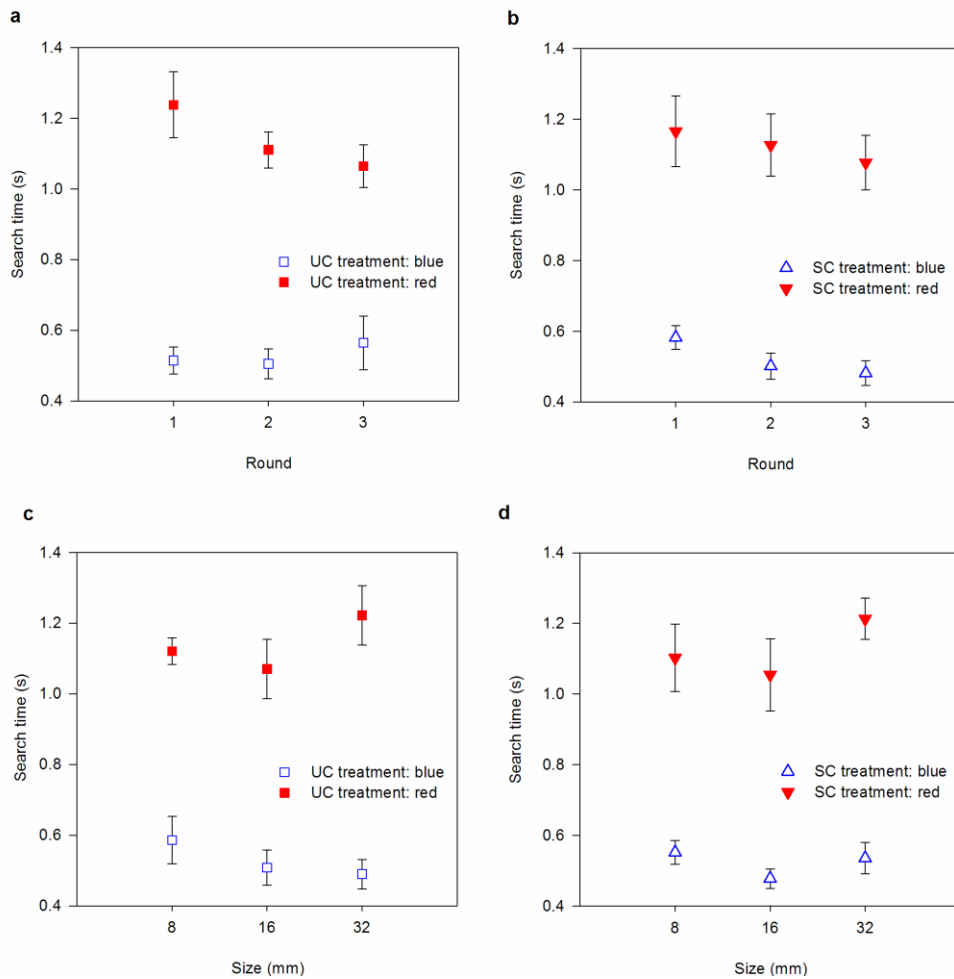 a
1.4
1.2
1.0
0.8
0.6
0.4
Search time (s)
UC treatment: blue
UC treatment: red
1 2 3
Round
b
1.4
1.2
1.0
0.8
0.6
0.4
Search time (s)
SC treatment: blue
SC treatment: red
1 2 3
Round
c
1.4
1.2
1.0
0.8
0.6
0.4
Search time (s)
UC treatment: blue
UC treatment: red
8 16 32
Size (mm)
d
1.4
1.2
1.0
0.8
0.6
0.4
Search time (s)
SC treatment: blue
SC treatment: red
8 16 32
Size (mm)